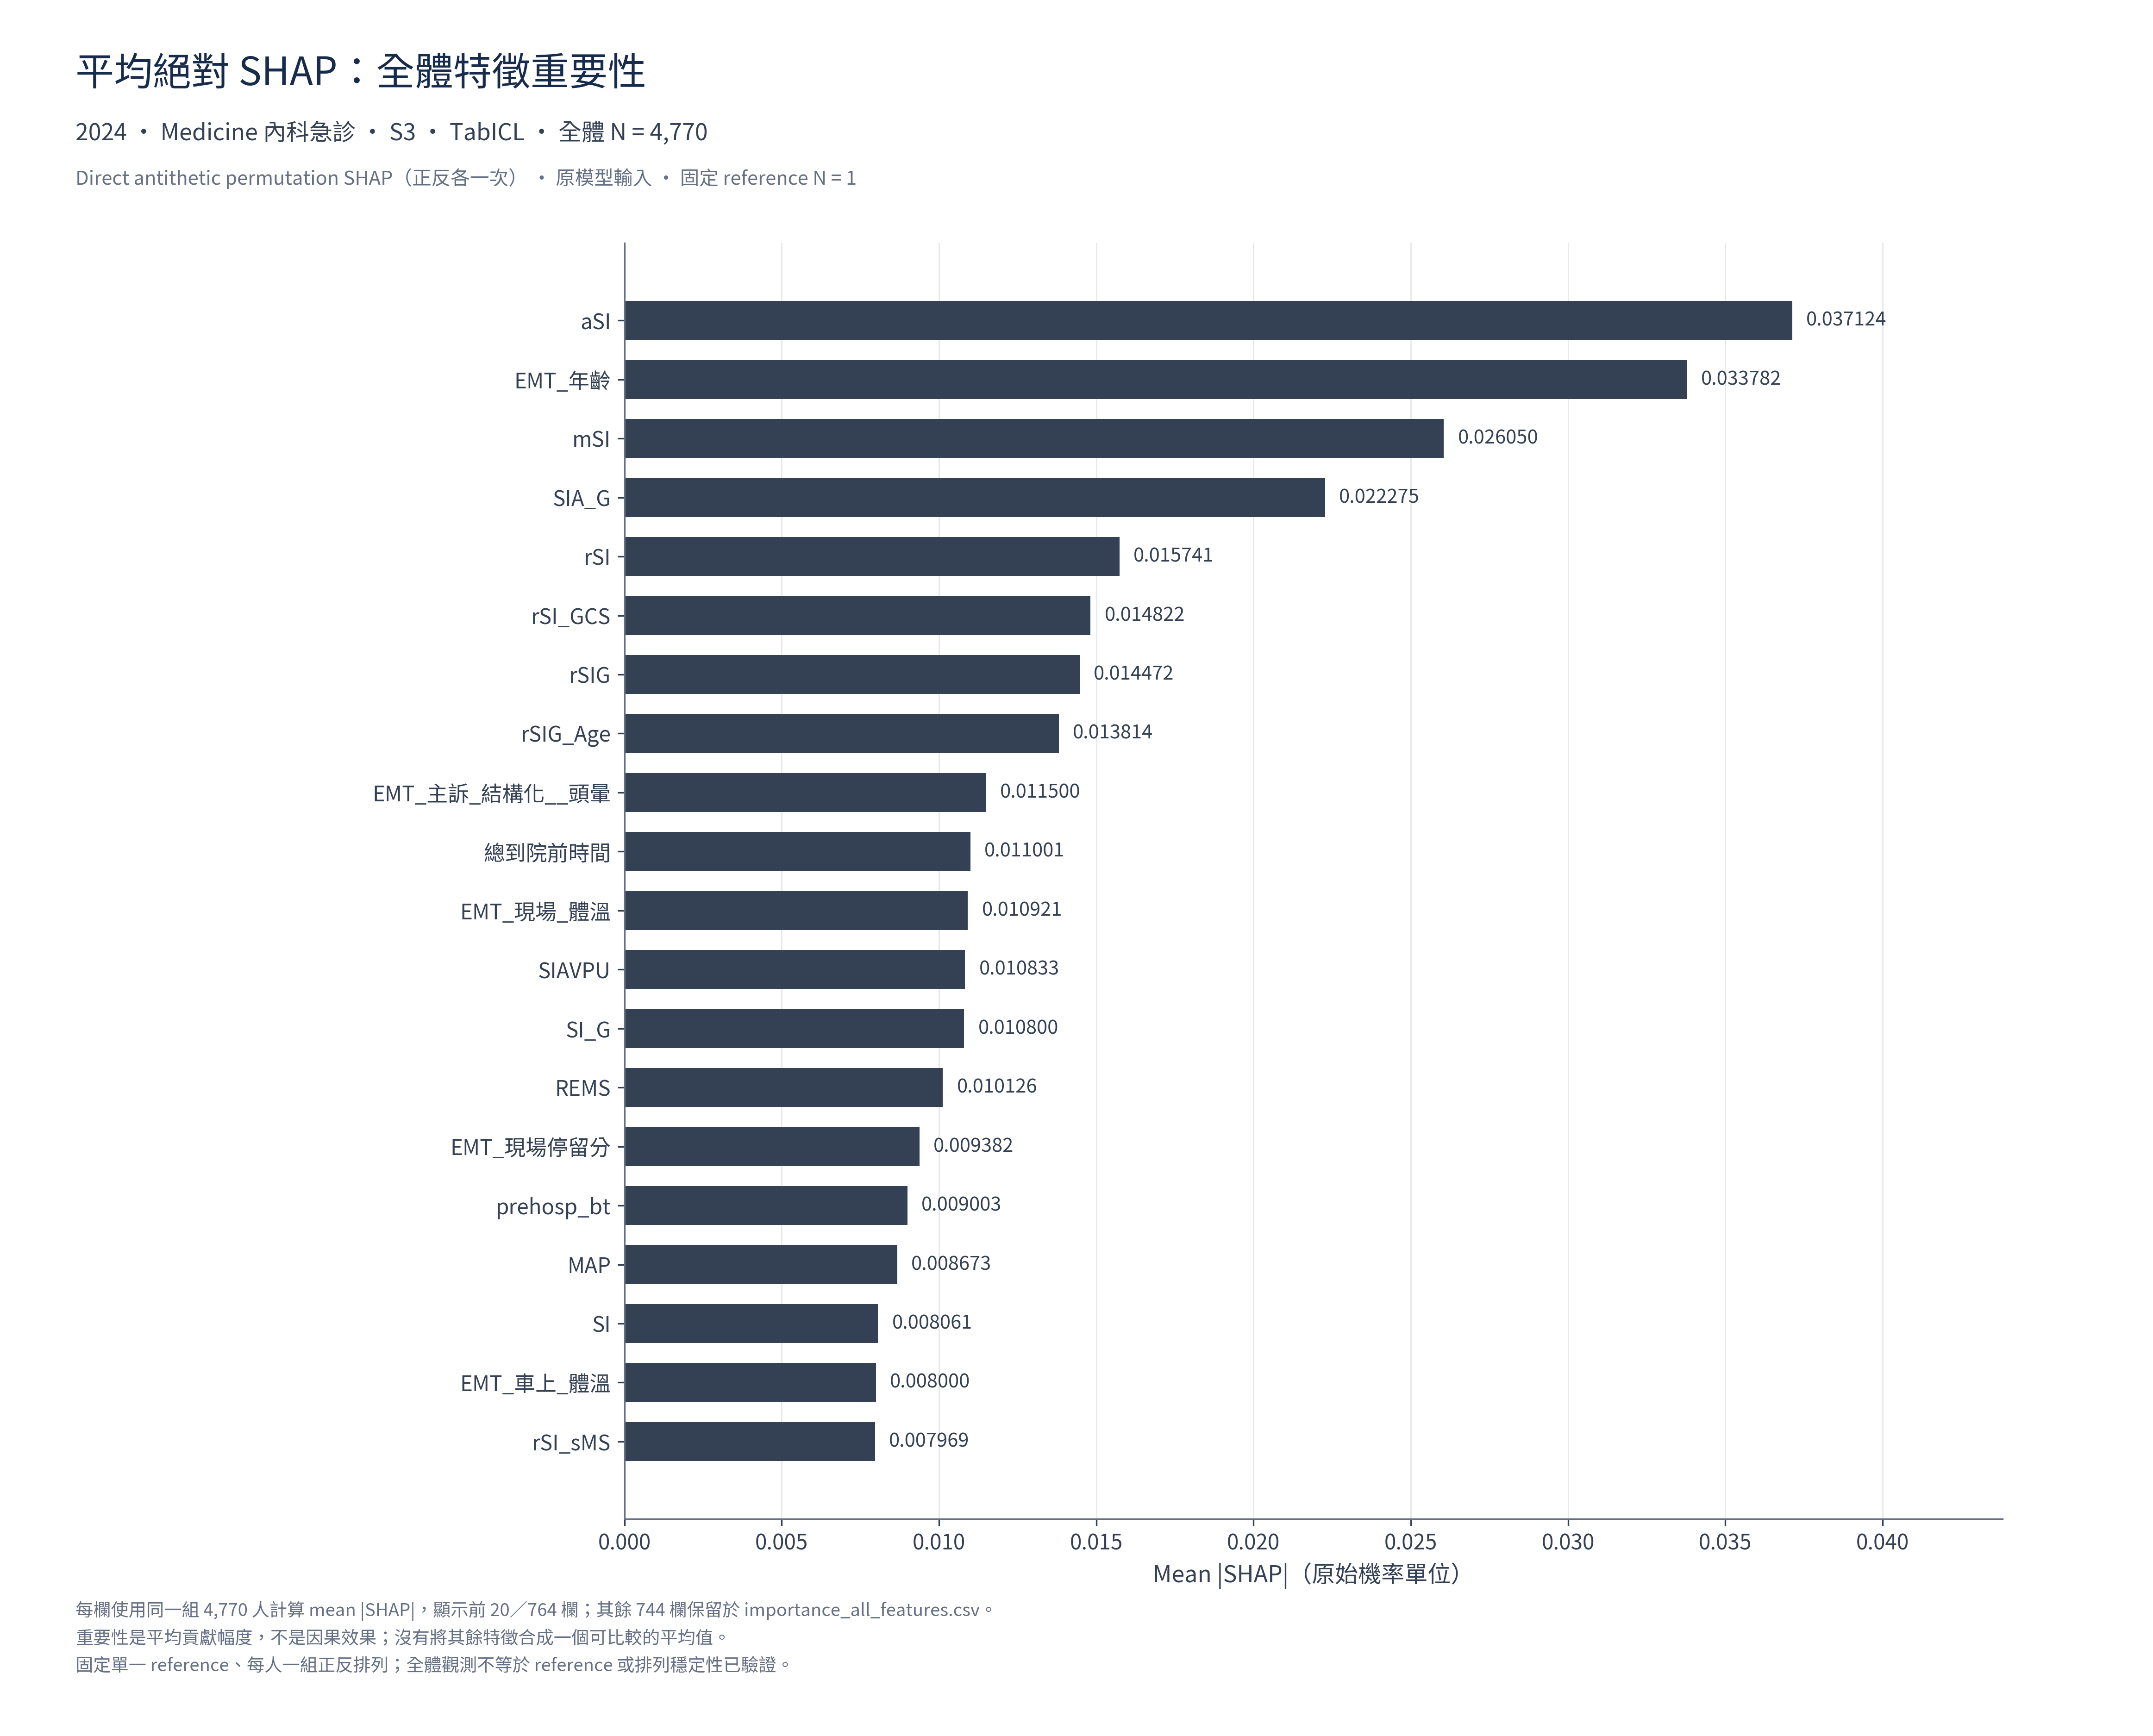 平均絕對 SHAP：全體特徵重要性
2024 • Medicine 內科急診 • S3 • TabICL • 全體 N = 4,770
Direct antithetic permutation SHAP（正反各一次） • 原模型輸入 • 固定 reference N = 1
aSI 0.037124
EMT_年齡 0.033782
mSI 0.026050
SIA_G 0.022275
rSI 0.015741
rSI_GCS 0.014822
rSIG 0.014472
rSIG_Age 0.013814
EMT_主訴_結構化__頭暈 0.011500
總到院前時間 0.011001
EMT_現場_體溫 0.010921
SIAVPU 0.010833
SI_G 0.010800
REMS 0.010126
EMT_現場停留分 0.009382
prehosp_bt 0.009003
MAP 0.008673
SI 0.008061
EMT_車上_體溫 0.008000
rSI_sMS 0.007969
0.000 0.005 0.010 0.015 0.020 0.025 0.030 0.035 0.040
Mean |SHAP|（原始機率單位）
每欄使用同一組 4,770 人計算 mean |SHAP|，顯示前 20／764 欄；其餘 744 欄保留於 importance_all_features.csv。
重要性是平均貢獻幅度，不是因果效果；沒有將其餘特徵合成一個可比較的平均值。
固定單一 reference、每人一組正反排列；全體觀測不等於 reference 或排列穩定性已驗證。